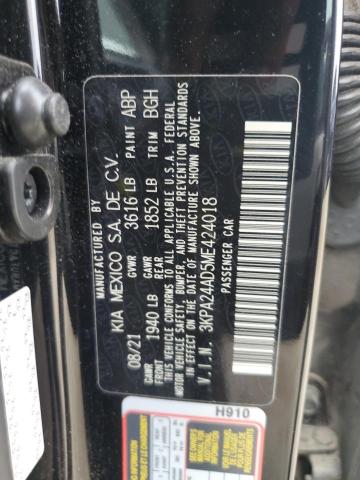 MANUFACTURED BY
KIA MEXICO S.A. DE C.V.
08/21 GVWR 3616 LB PAINT ABP
GAWR FRONT 1940 LB GAWR REAR 1852 LB TRIM BGH
THIS VEHICLE CONFORMS TO ALL APPLICABLE U.S.A. FEDERAL
MOTOR VEHICLE SAFETY, BUMPER, AND THEFT PREVENTION STANDARDS
IN EFFECT ON THE DATE OF MANUFACTURE SHOWN ABOVE.
V.I.N. 3KPA24AD5ME424018
PASSENGER CAR
H910